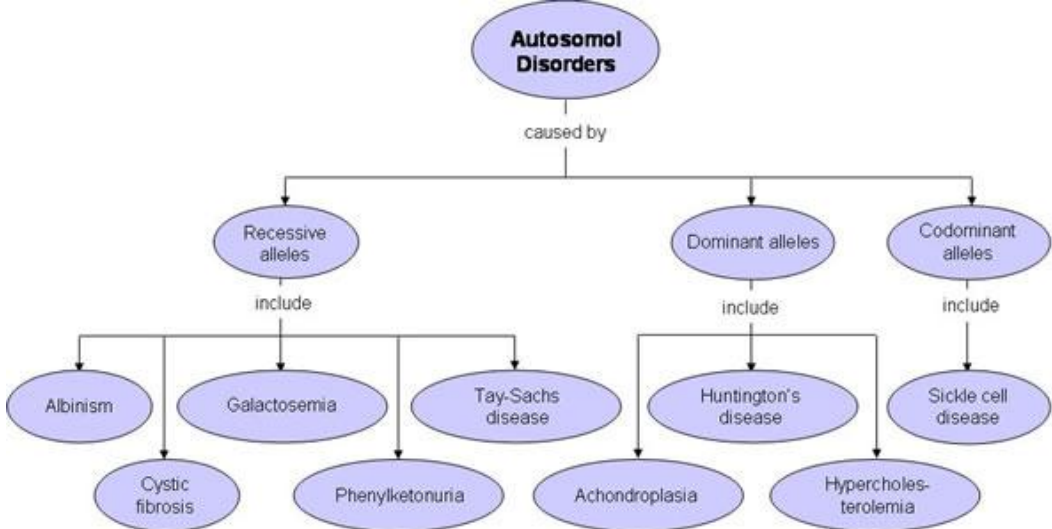 Autosomol
Disorders
caused by
Recessive
alleles
Dominant alleles
Codominant
alleles
include
include
include
Albinism
Galactosemia
Tay-Sachs
disease
Huntington's
disease
Sickle cell
disease
Cystic
fibrosis
Phenylketonuria
Achondroplasia
Hypercholes-
terolemia